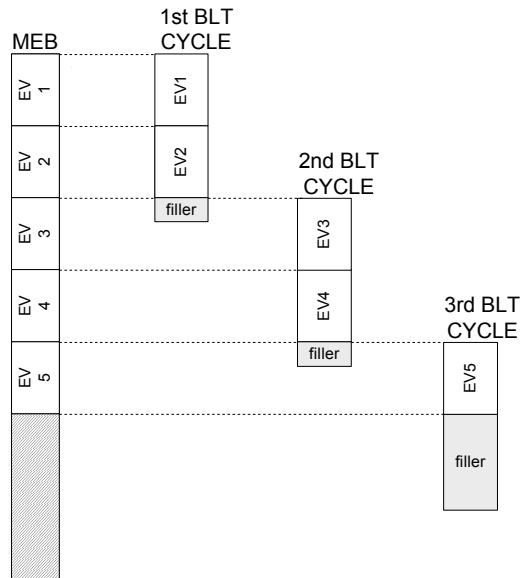 MEB
1st BLT
CYCLE
EV 1
EV 2
EV 3
EV 4
EV 5
EV1
EV2
filler
2nd BLT
CYCLE
EV3
EV4
filler
3rd BLT
CYCLE
EV5
filler